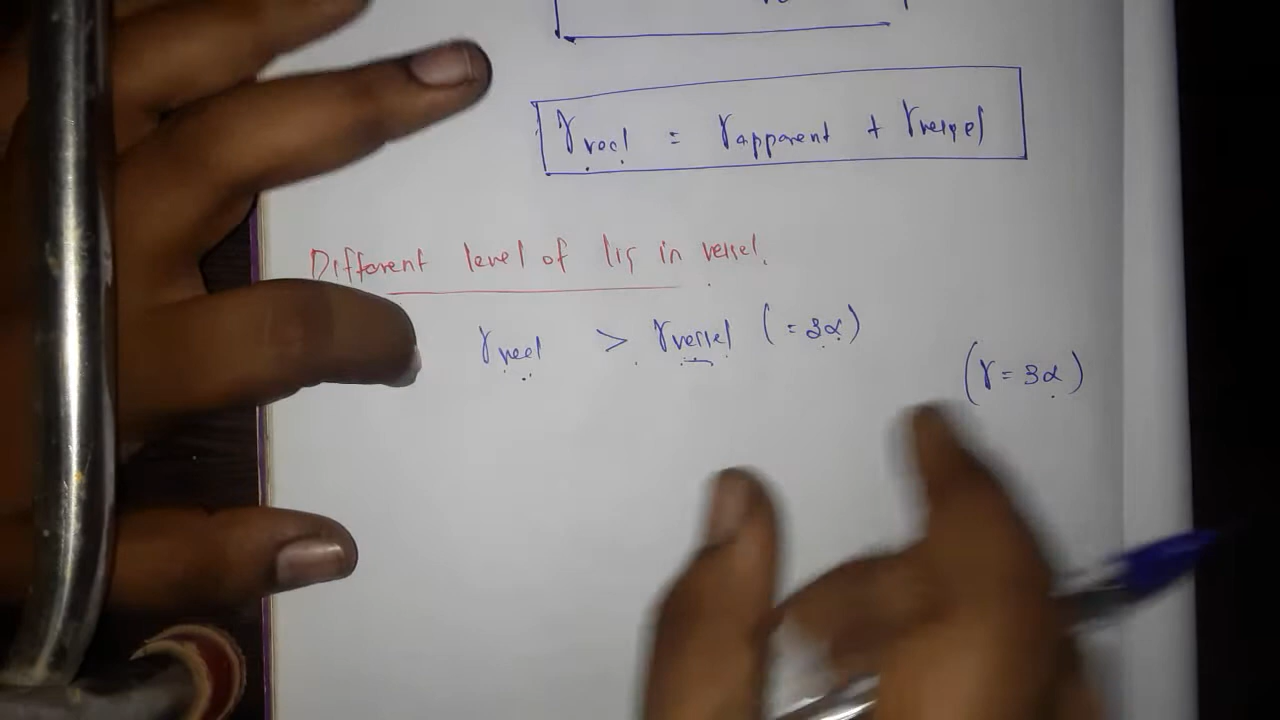 γreal = γapparent + γvessel
Different level of liq in vessel.
γreal > γvessel (= 3α)
(γ = 3α)